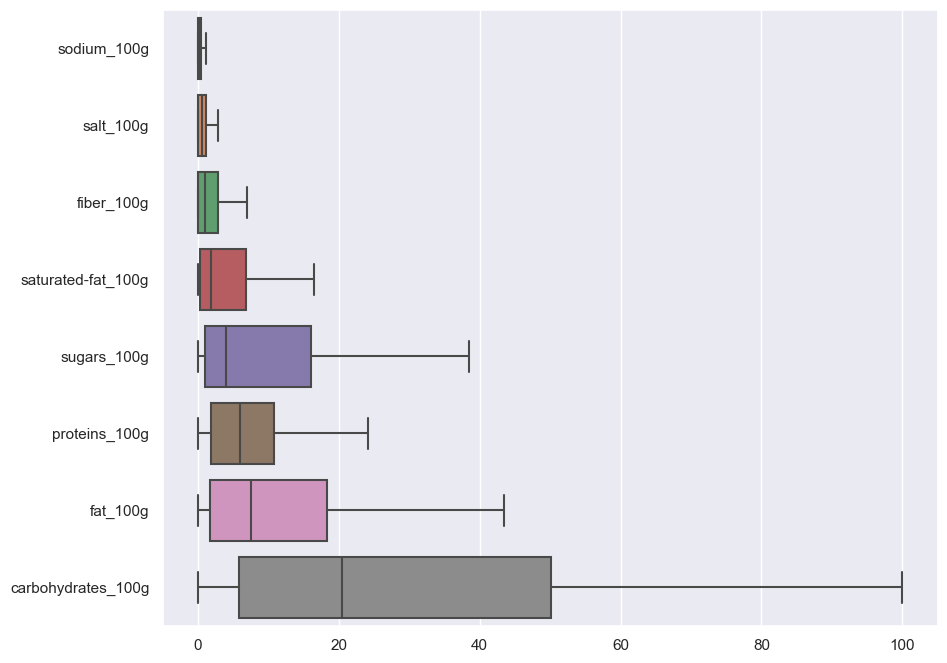 sodium_100g
salt_100g
fiber_100g
saturated-fat_100g
sugars_100g
proteins_100g
fat_100g
carbohydrates_100g
0 20 40 60 80 100